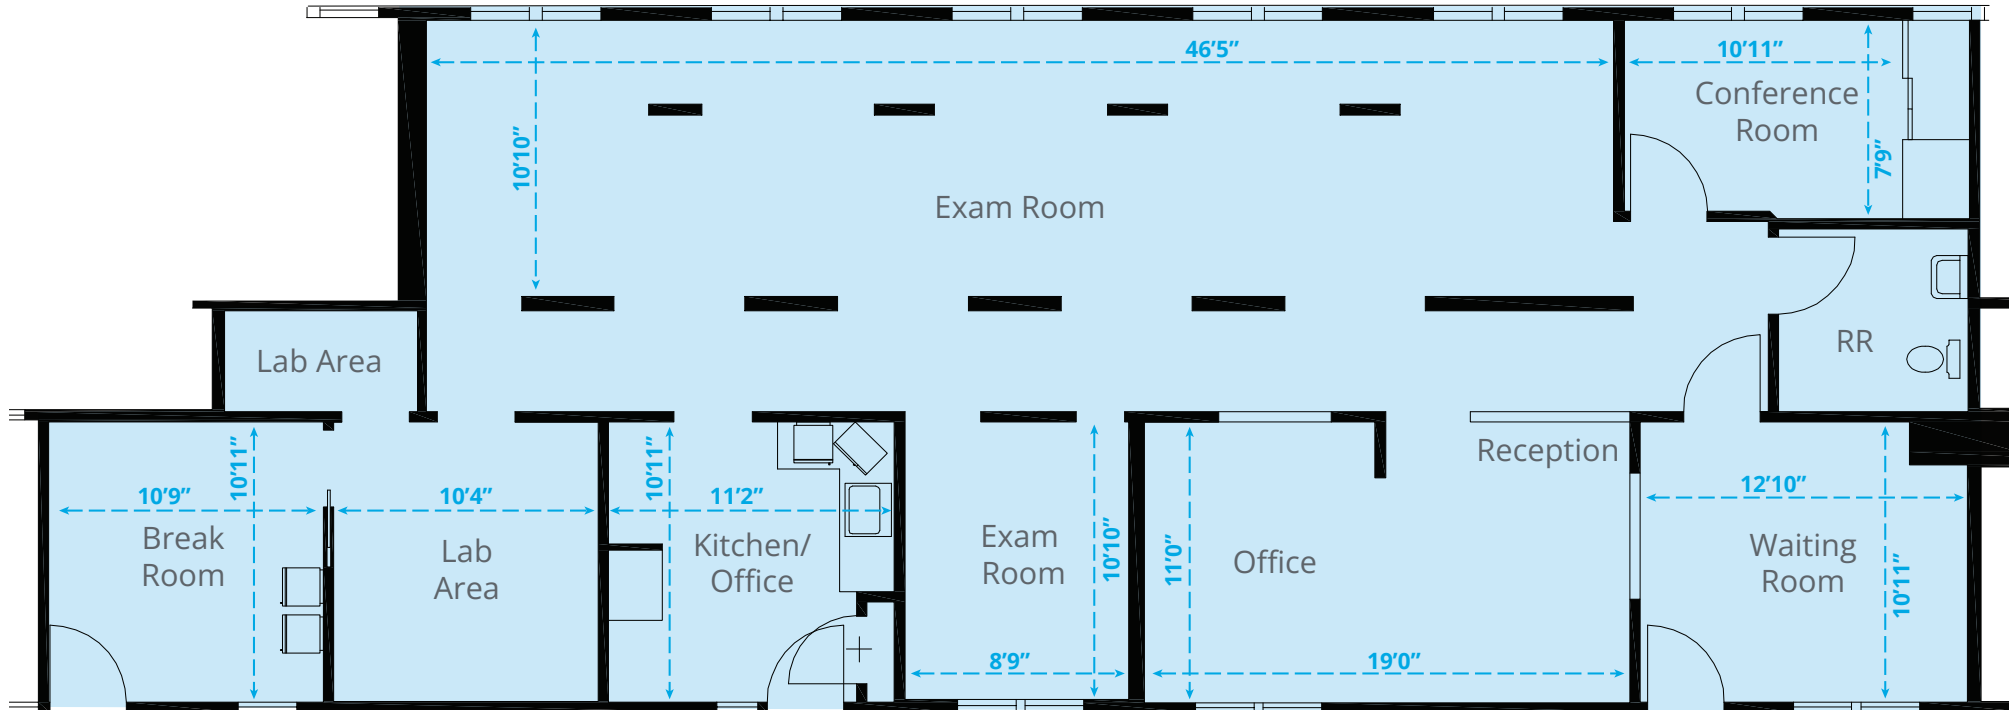 46’5”
10’11”
Conference
Room
10’10”
7’9”
Exam Room
Lab Area
RR
10’11”
10’11”
Reception
10’9”
10’4”
11’2”
12’10”
Break
Room
Lab
Area
Kitchen/
Office
Exam
Room
10’10”
11’0”
Office
Waiting
Room
10’11”
8’9”
19’0”